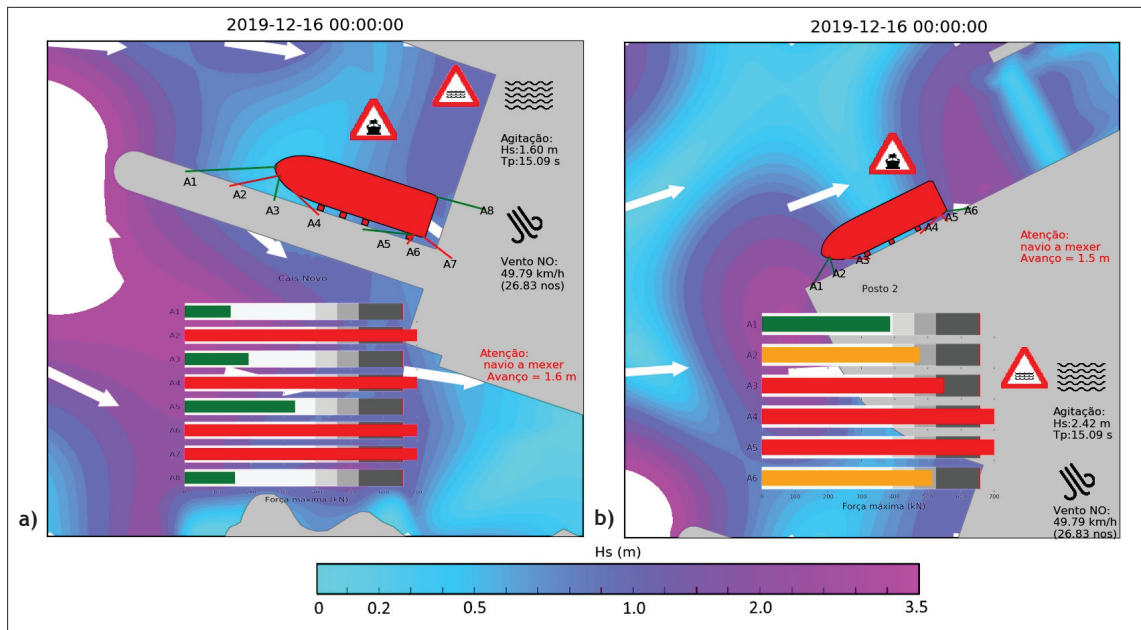 2019-12-16 00:00:00
A1
A2
A3
A4
A5
A6
A7
A8
Agitação:
Hs:1.60 m
Tp:15.09 s
Vento NO:
49.79 km/h
(26.83 nos)
Cais Novo
A1
A2
A3
A4
A5
A6
A7
A8
Força máxima (kN)
Atenção:
navio a mexer
Avanço = 1.6 m
a)
2019-12-16 00:00:00
A1
A2
A3
A4
A5
A6
Atenção:
navio a mexer
Avanço = 1.5 m
Posto 2
A1
A2
A3
A4
A5
A6
0 100 200 300 400 500 600 700
Força máxima (kN)
Agitação:
Hs:2.42 m
Tp:15.09 s
Vento NO:
49.79 km/h
(26.83 nos)
b)
Hs (m)
0 0.2 0.5 1.0 2.0 3.5